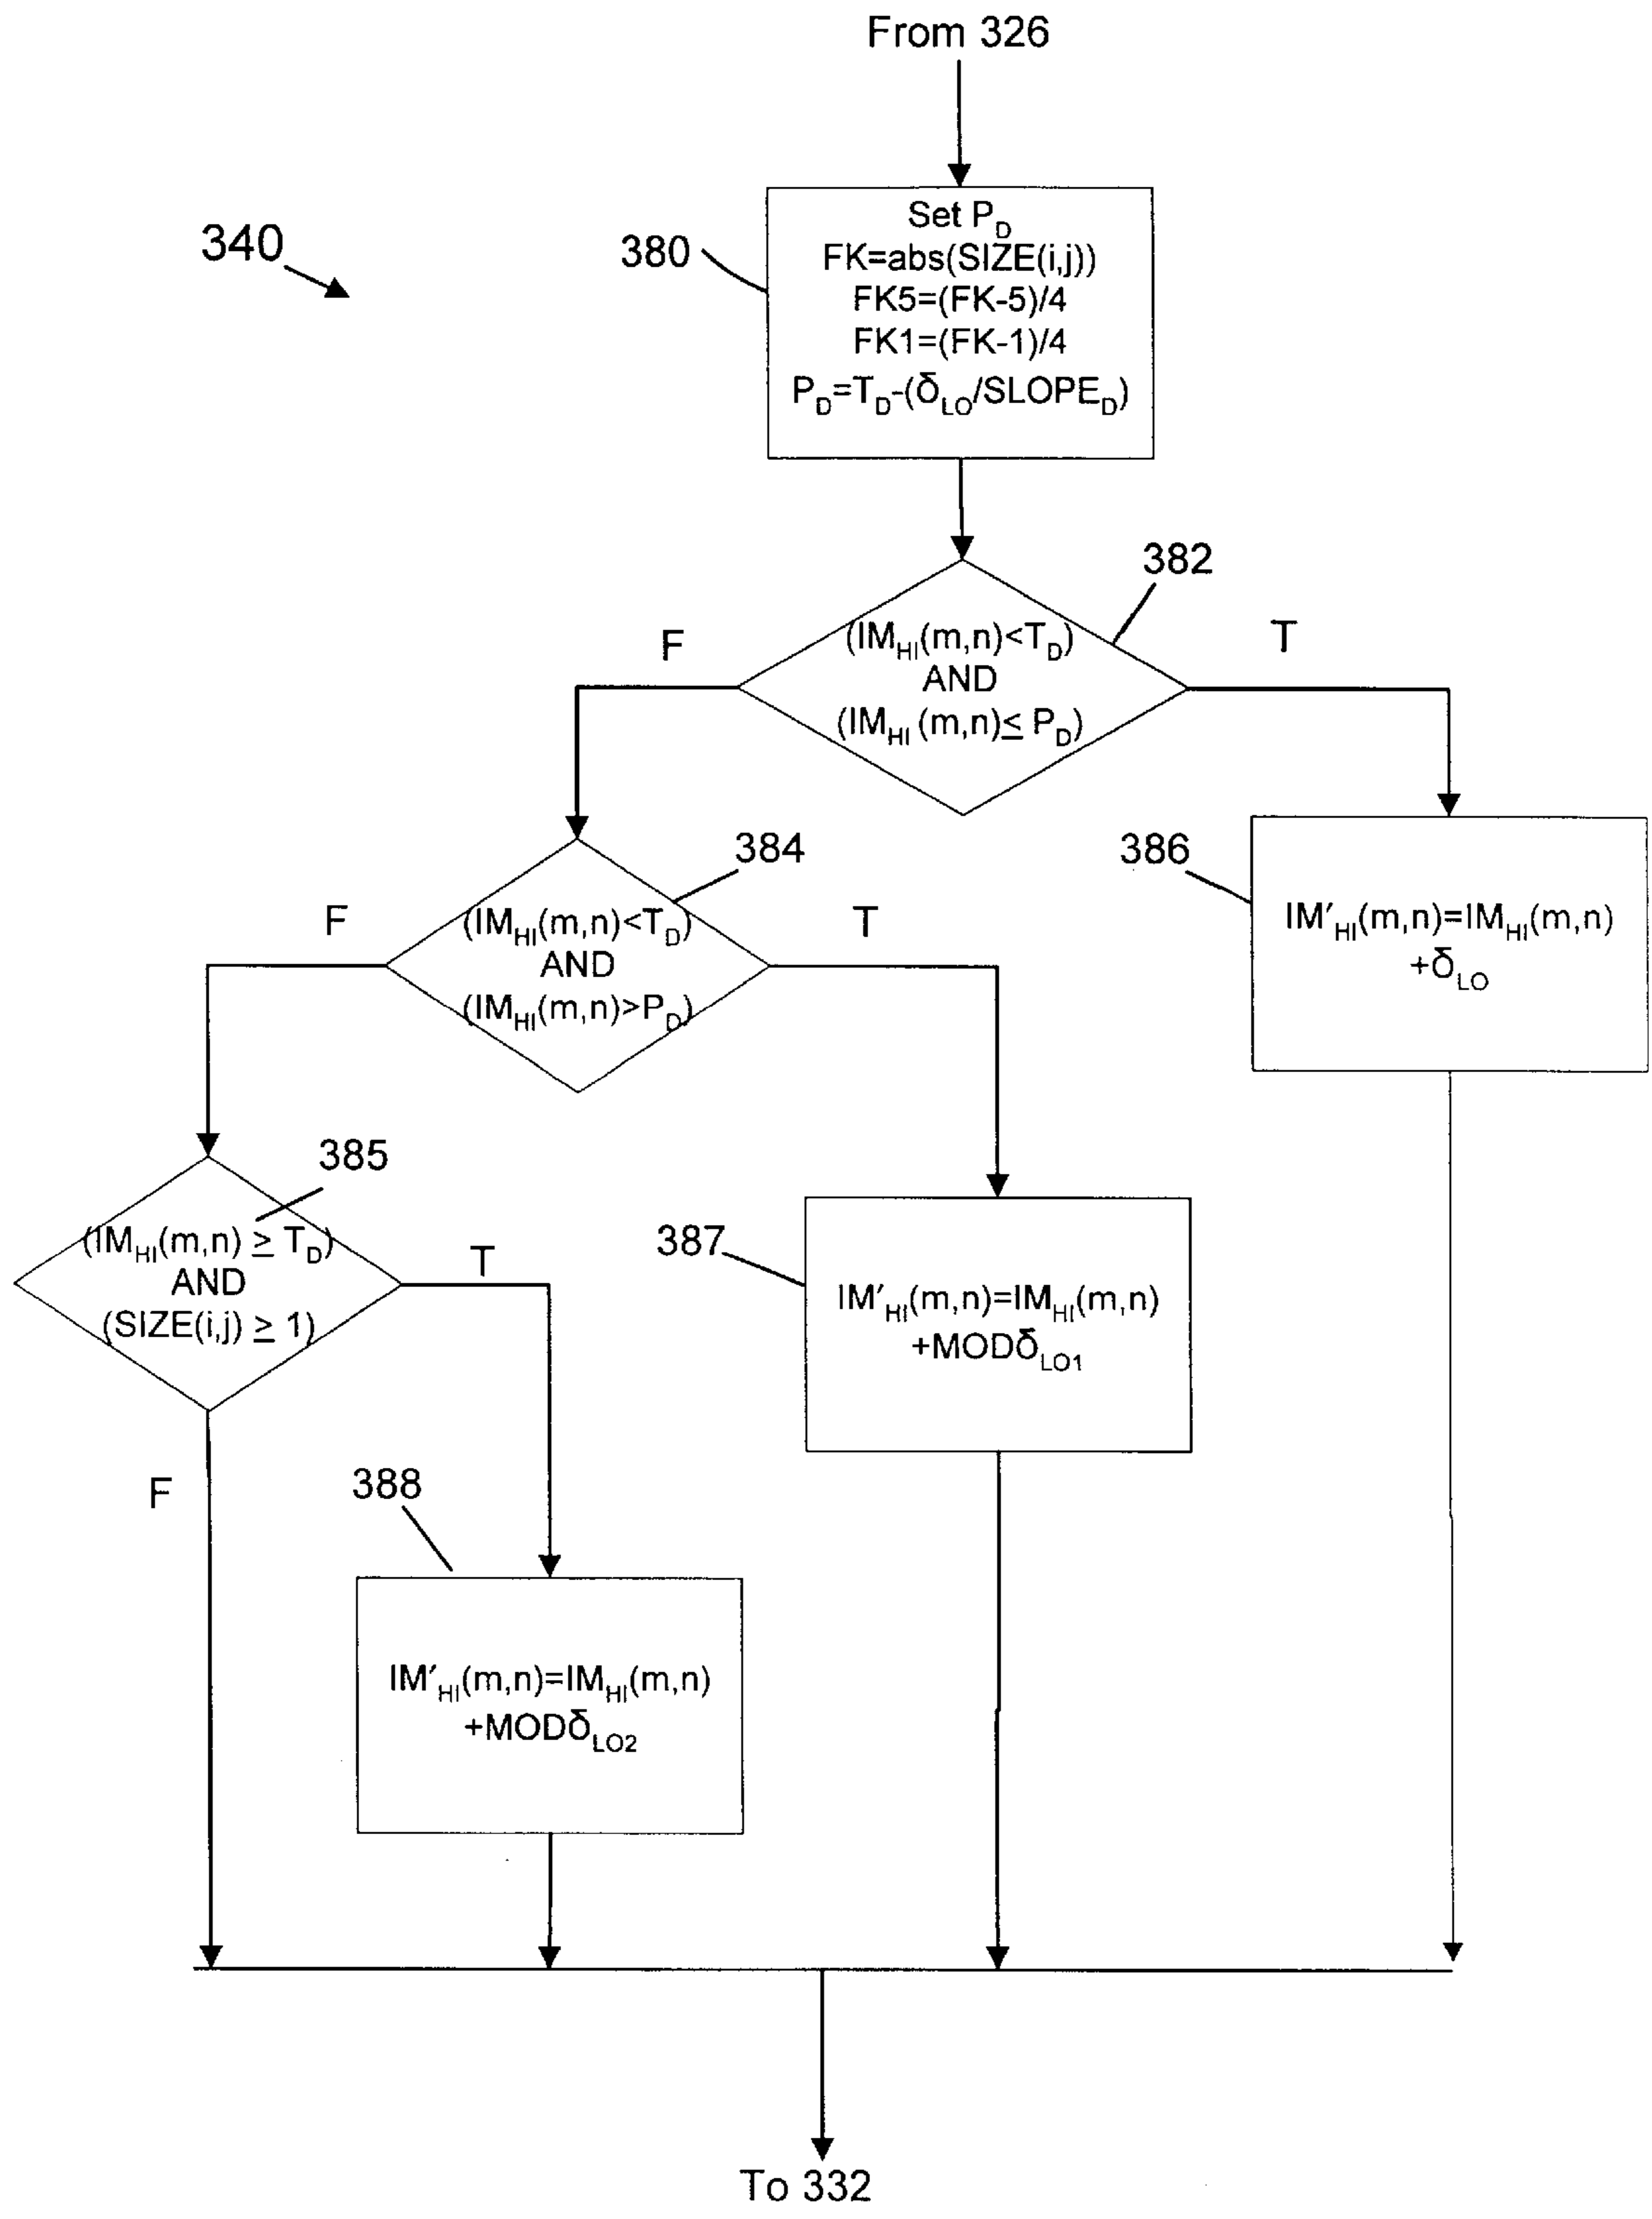 From 326
340
380
Set P_D
FK=abs(SIZE(i,j))
FK5=(FK-5)/4
FK1=(FK-1)/4
P_D=T_D-(δ_LO/SLOPE_D)
382
F
T
(IM_HI(m,n)<T_D)
AND
(IM_HI (m,n)≤ P_D)
384
386
F
T
(IM_HI(m,n)<T_D)
AND
(IM_HI(m,n)>P_D)
IM′_HI(m,n)=IM_HI(m,n)
+δ_LO
385
(IM_HI(m,n) ≥ T_D)
AND
(SIZE(i,j) ≥ 1)
T
F
387
IM′_HI(m,n)=IM_HI(m,n)
+MODδ_LO1
388
IM′_HI(m,n)=IM_HI(m,n)
+MODδ_LO2
To 332